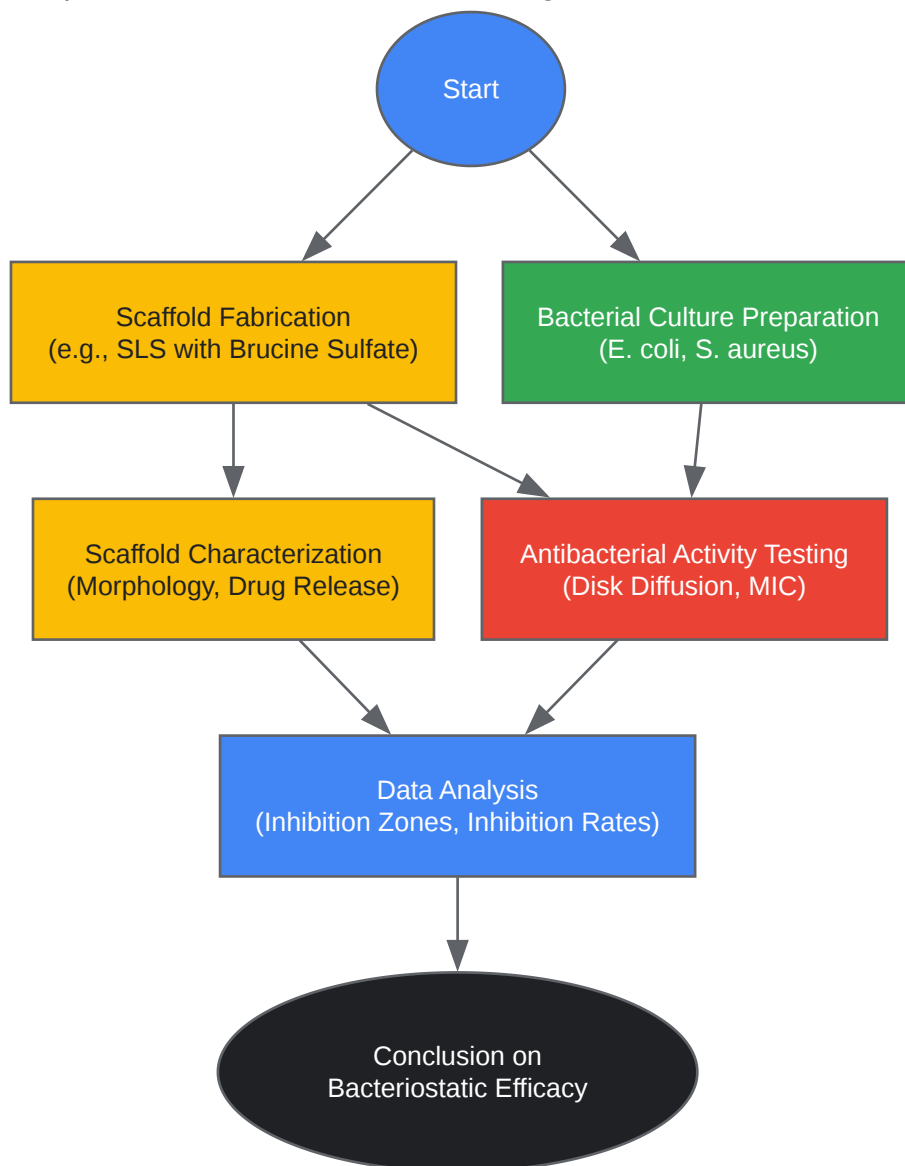 Start
Scaffold Fabrication
(e.g., SLS with Brucine Sulfate)
Bacterial Culture Preparation
(E. coli, S. aureus)
Scaffold Characterization
(Morphology, Drug Release)
Antibacterial Activity Testing
(Disk Diffusion, MIC)
Data Analysis
(Inhibition Zones, Inhibition Rates)
Conclusion on
Bacteriostatic Efficacy